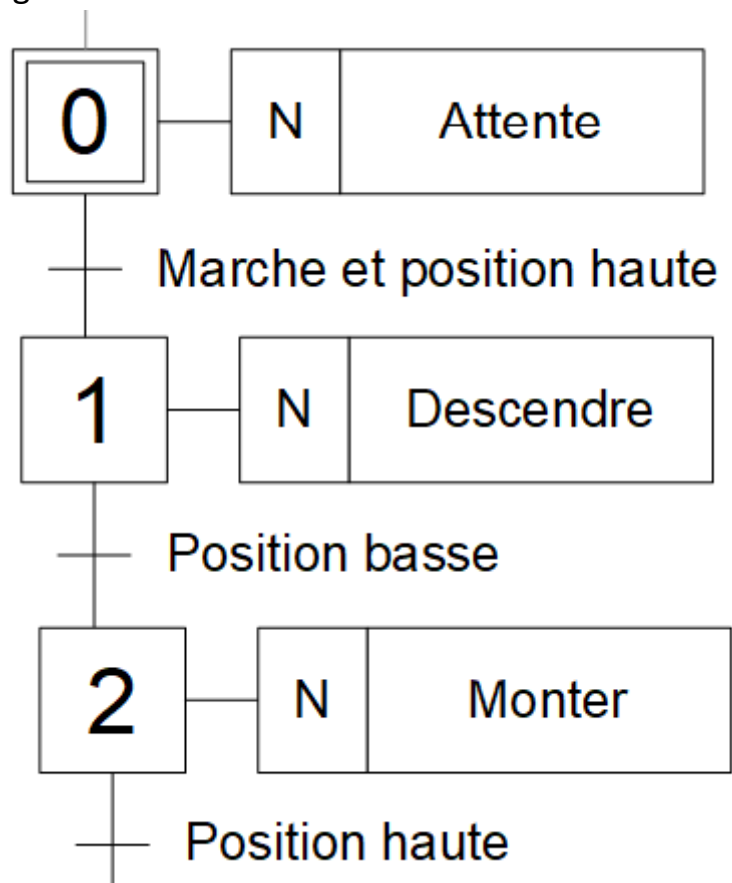 0 N Attente
Marche et position haute
1 N Descendre
Position basse
2 N Monter
Position haute